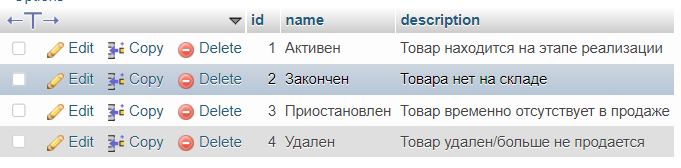 id name description
Edit Copy Delete 1 Активен Товар находится на этапе реализации
Edit Copy Delete 2 Закончен Товара нет на складе
Edit Copy Delete 3 Приостановлен Товар временно отсутствует в продаже
Edit Copy Delete 4 Удален Товар удален/больше не продается